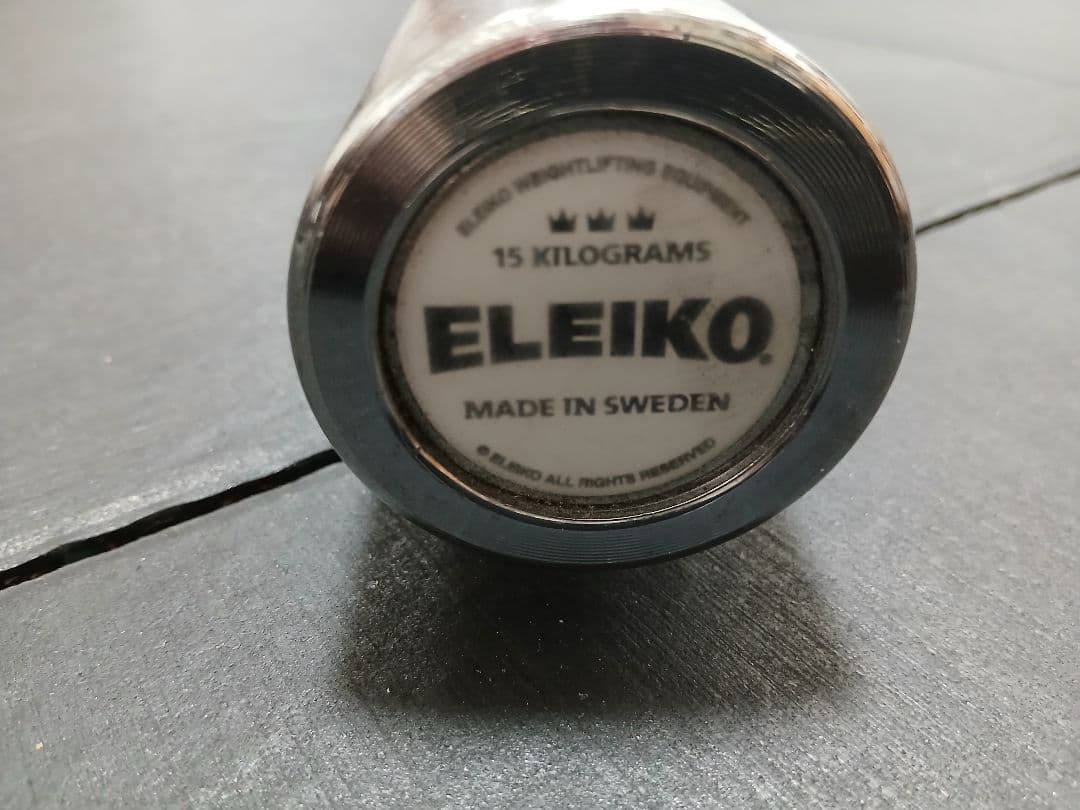 ELEIKO WEIGHTLIFTING EQUIPMENT
15 KILOGRAMS
ELEIKO®
MADE IN SWEDEN
© ELEIKO ALL RIGHTS RESERVED